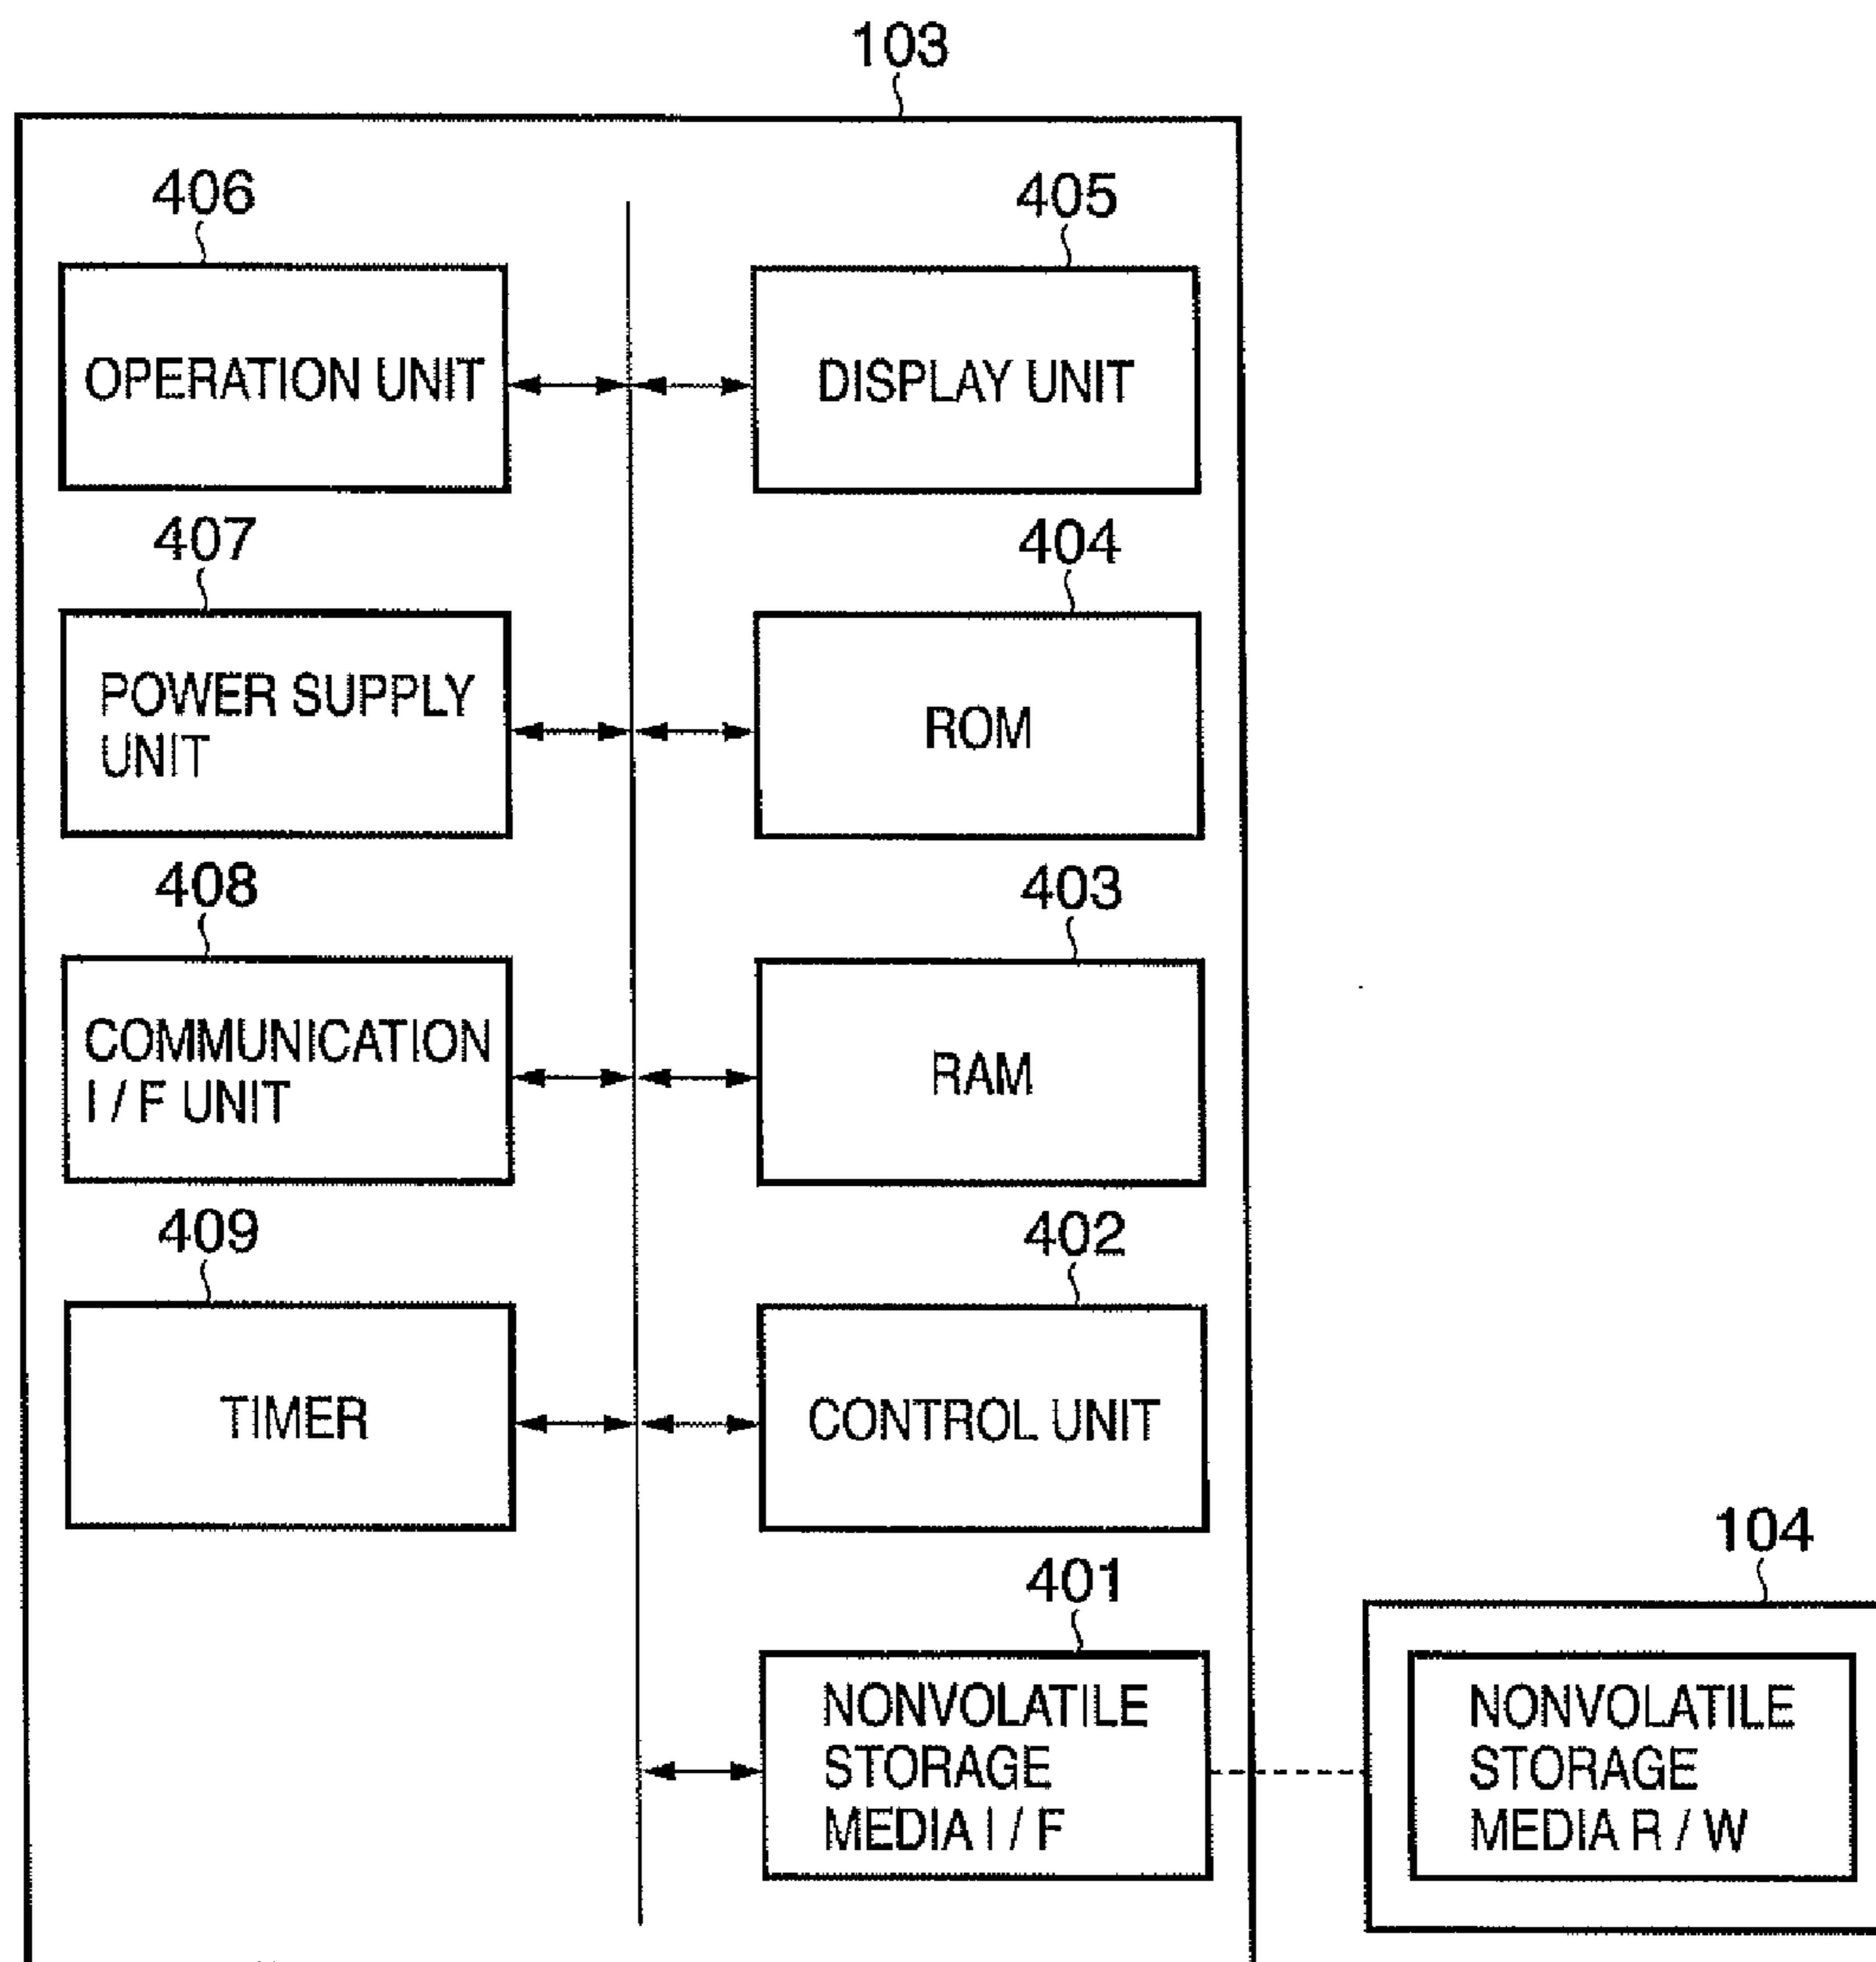 103
406
405
OPERATION UNIT
DISPLAY UNIT
407
404
POWER SUPPLY
UNIT
ROM
408
403
COMMUNICATION
I / F UNIT
RAM
409
402
TIMER
CONTROL UNIT
401
104
NONVOLATILE
STORAGE
MEDIA I / F
NONVOLATILE
STORAGE
MEDIA R / W